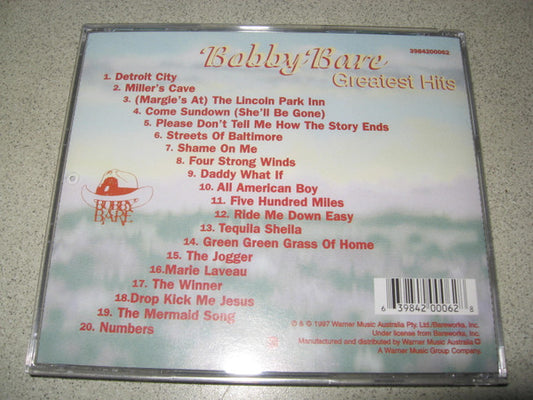 3984200062
Bobby Bare
Greatest Hits
1. Detroit City
2. Miller's Cave
3. (Margie's At) The Lincoln Park Inn
4. Come Sundown (She'll Be Gone)
5. Please Don't Tell Me How The Story Ends
6. Streets Of Baltimore
7. Shame On Me
8. Four Strong Winds
9. Daddy What If
10. All American Boy
11. Five Hundred Miles
12. Ride Me Down Easy
13. Tequila Sheila
14. Green Green Grass Of Home
15. The Jogger
16.Marie Laveau
17. The Winner
18.Drop Kick Me Jesus
19. The Mermaid Song
20. Numbers
BOBBY
BARE
6 39842 00062 8
℗ & © 1997 Warner Music Australia Pty. Ltd./Bareworks, Inc.
Under license from Bareworks, Inc.
Manufactured and distributed by Warner Music Australia
A Warner Music Group Company.